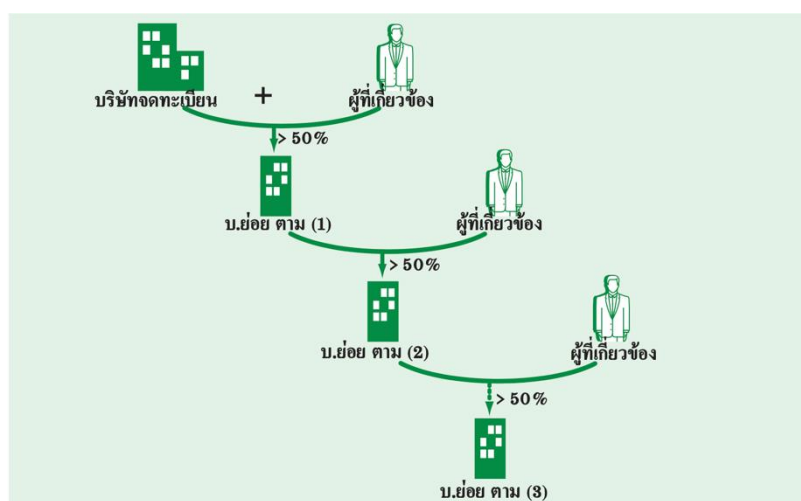 บริษัทจดทะเบียน + ผู้ที่เกี่ยวข้อง
> 50%
บ.ย่อย ตาม (1) ผู้ที่เกี่ยวข้อง
> 50%
บ.ย่อย ตาม (2) ผู้ที่เกี่ยวข้อง
> 50%
บ.ย่อย ตาม (3)